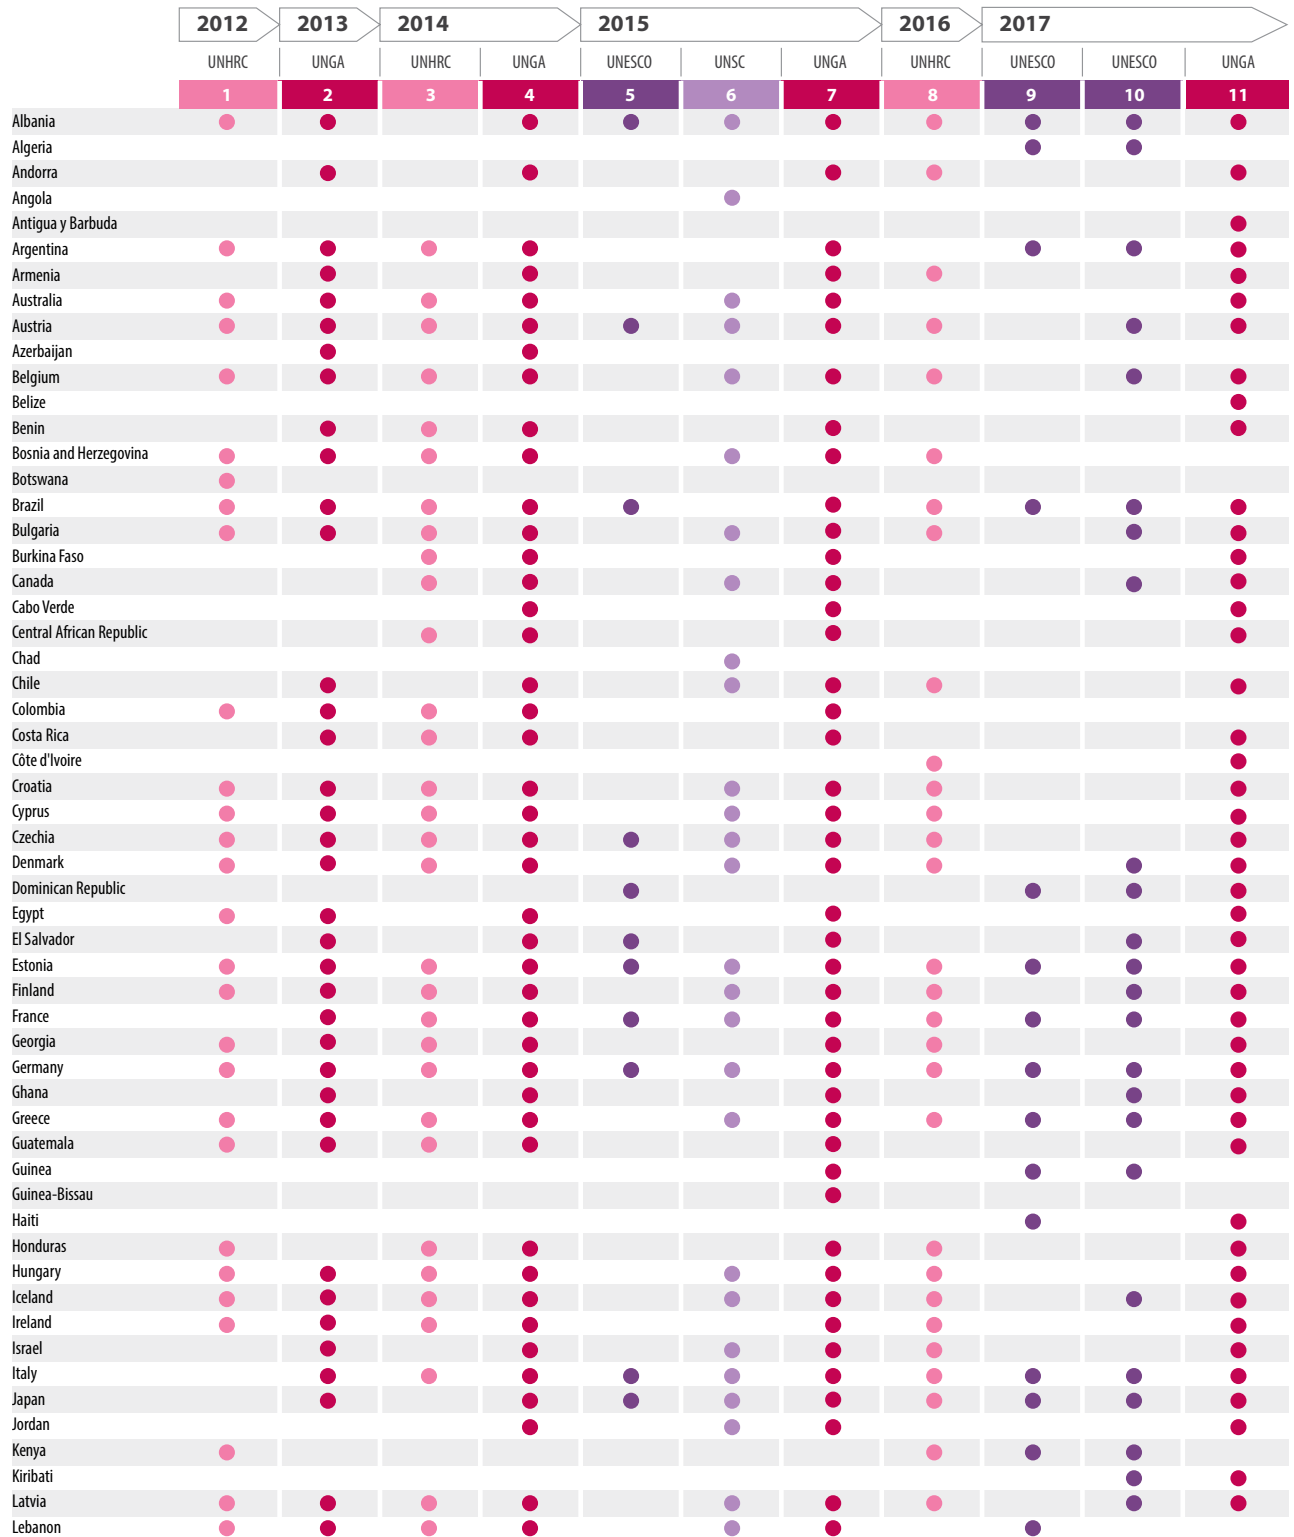 2012 2013 2014 2015 2016 2017
UNHRC UNGA UNHRC UNGA UNESCO UNSC UNGA UNHRC UNESCO UNESCO UNGA
1 2 3 4 5 6 7 8 9 10 11
Albania
Algeria
Andorra
Angola
Antigua y Barbuda
Argentina
Armenia
Australia
Austria
Azerbaijan
Belgium
Belize
Benin
Bosnia and Herzegovina
Botswana
Brazil
Bulgaria
Burkina Faso
Canada
Cabo Verde
Central African Republic
Chad
Chile
Colombia
Costa Rica
Côte d'Ivoire
Croatia
Cyprus
Czechia
Denmark
Dominican Republic
Egypt
El Salvador
Estonia
Finland
France
Georgia
Germany
Ghana
Greece
Guatemala
Guinea
Guinea-Bissau
Haiti
Honduras
Hungary
Iceland
Ireland
Israel
Italy
Japan
Jordan
Kenya
Kiribati
Latvia
Lebanon